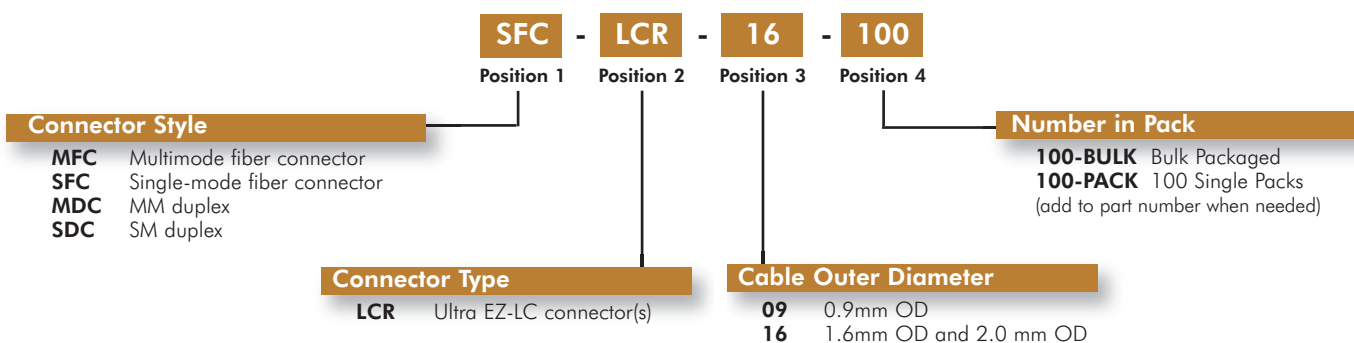 SFC - LCR - 16 - 100
Position 1 Position 2 Position 3 Position 4
Connector Style
MFC Multimode fiber connector
SFC Single-mode fiber connector
MDC MM duplex
SDC SM duplex
Number in Pack
100-BULK Bulk Packaged
100-PACK 100 Single Packs
(add to part number when needed)
Connector Type
LCR Ultra EZ-LC connector(s)
Cable Outer Diameter
09 0.9mm OD
16 1.6mm OD and 2.0 mm OD